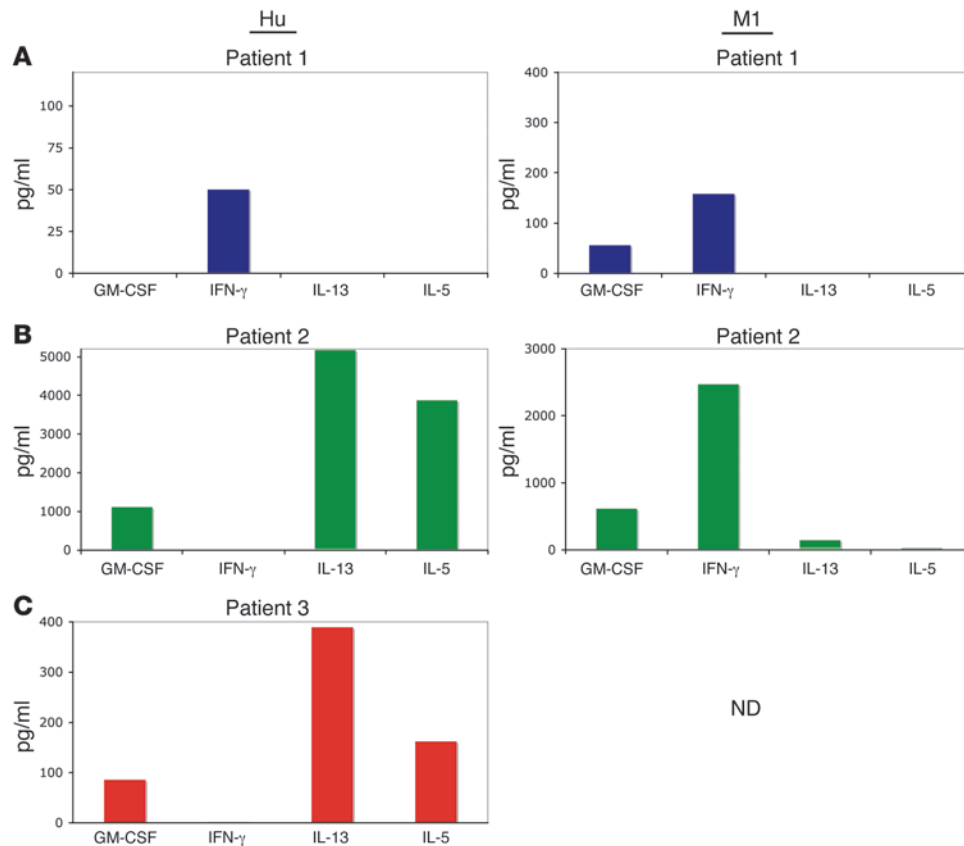 Hu
M1
A
Patient 1
pg/ml
100
75
50
25
0
GM-CSF IFN-γ IL-13 IL-5
Patient 1
pg/ml
400
300
200
100
0
GM-CSF IFN-γ IL-13 IL-5
B
Patient 2
pg/ml
5000
4000
3000
5000
1000
0
GM-CSF IFN-γ IL-13 IL-5
Patient 2
pg/ml
3000
2000
1000
0
GM-CSF IFN-γ IL-13 IL-5
C
Patient 3
pg/ml
400
300
200
100
0
GM-CSF IFN-γ IL-13 IL-5
ND